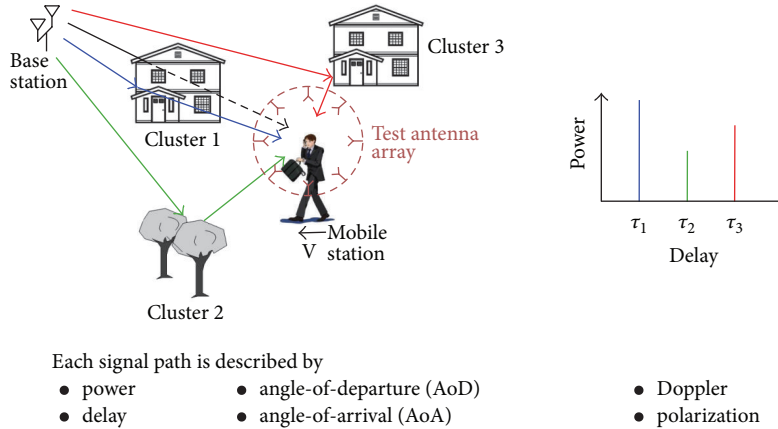 Base
station
Cluster 1
Cluster 3
Test antenna
array
V
Mobile
station
Cluster 2
Power
τ1
τ2
τ3
Delay
Each signal path is described by
• power
• angle-of-departure (AoD)
• Doppler
• delay
• angle-of-arrival (AoA)
• polarization